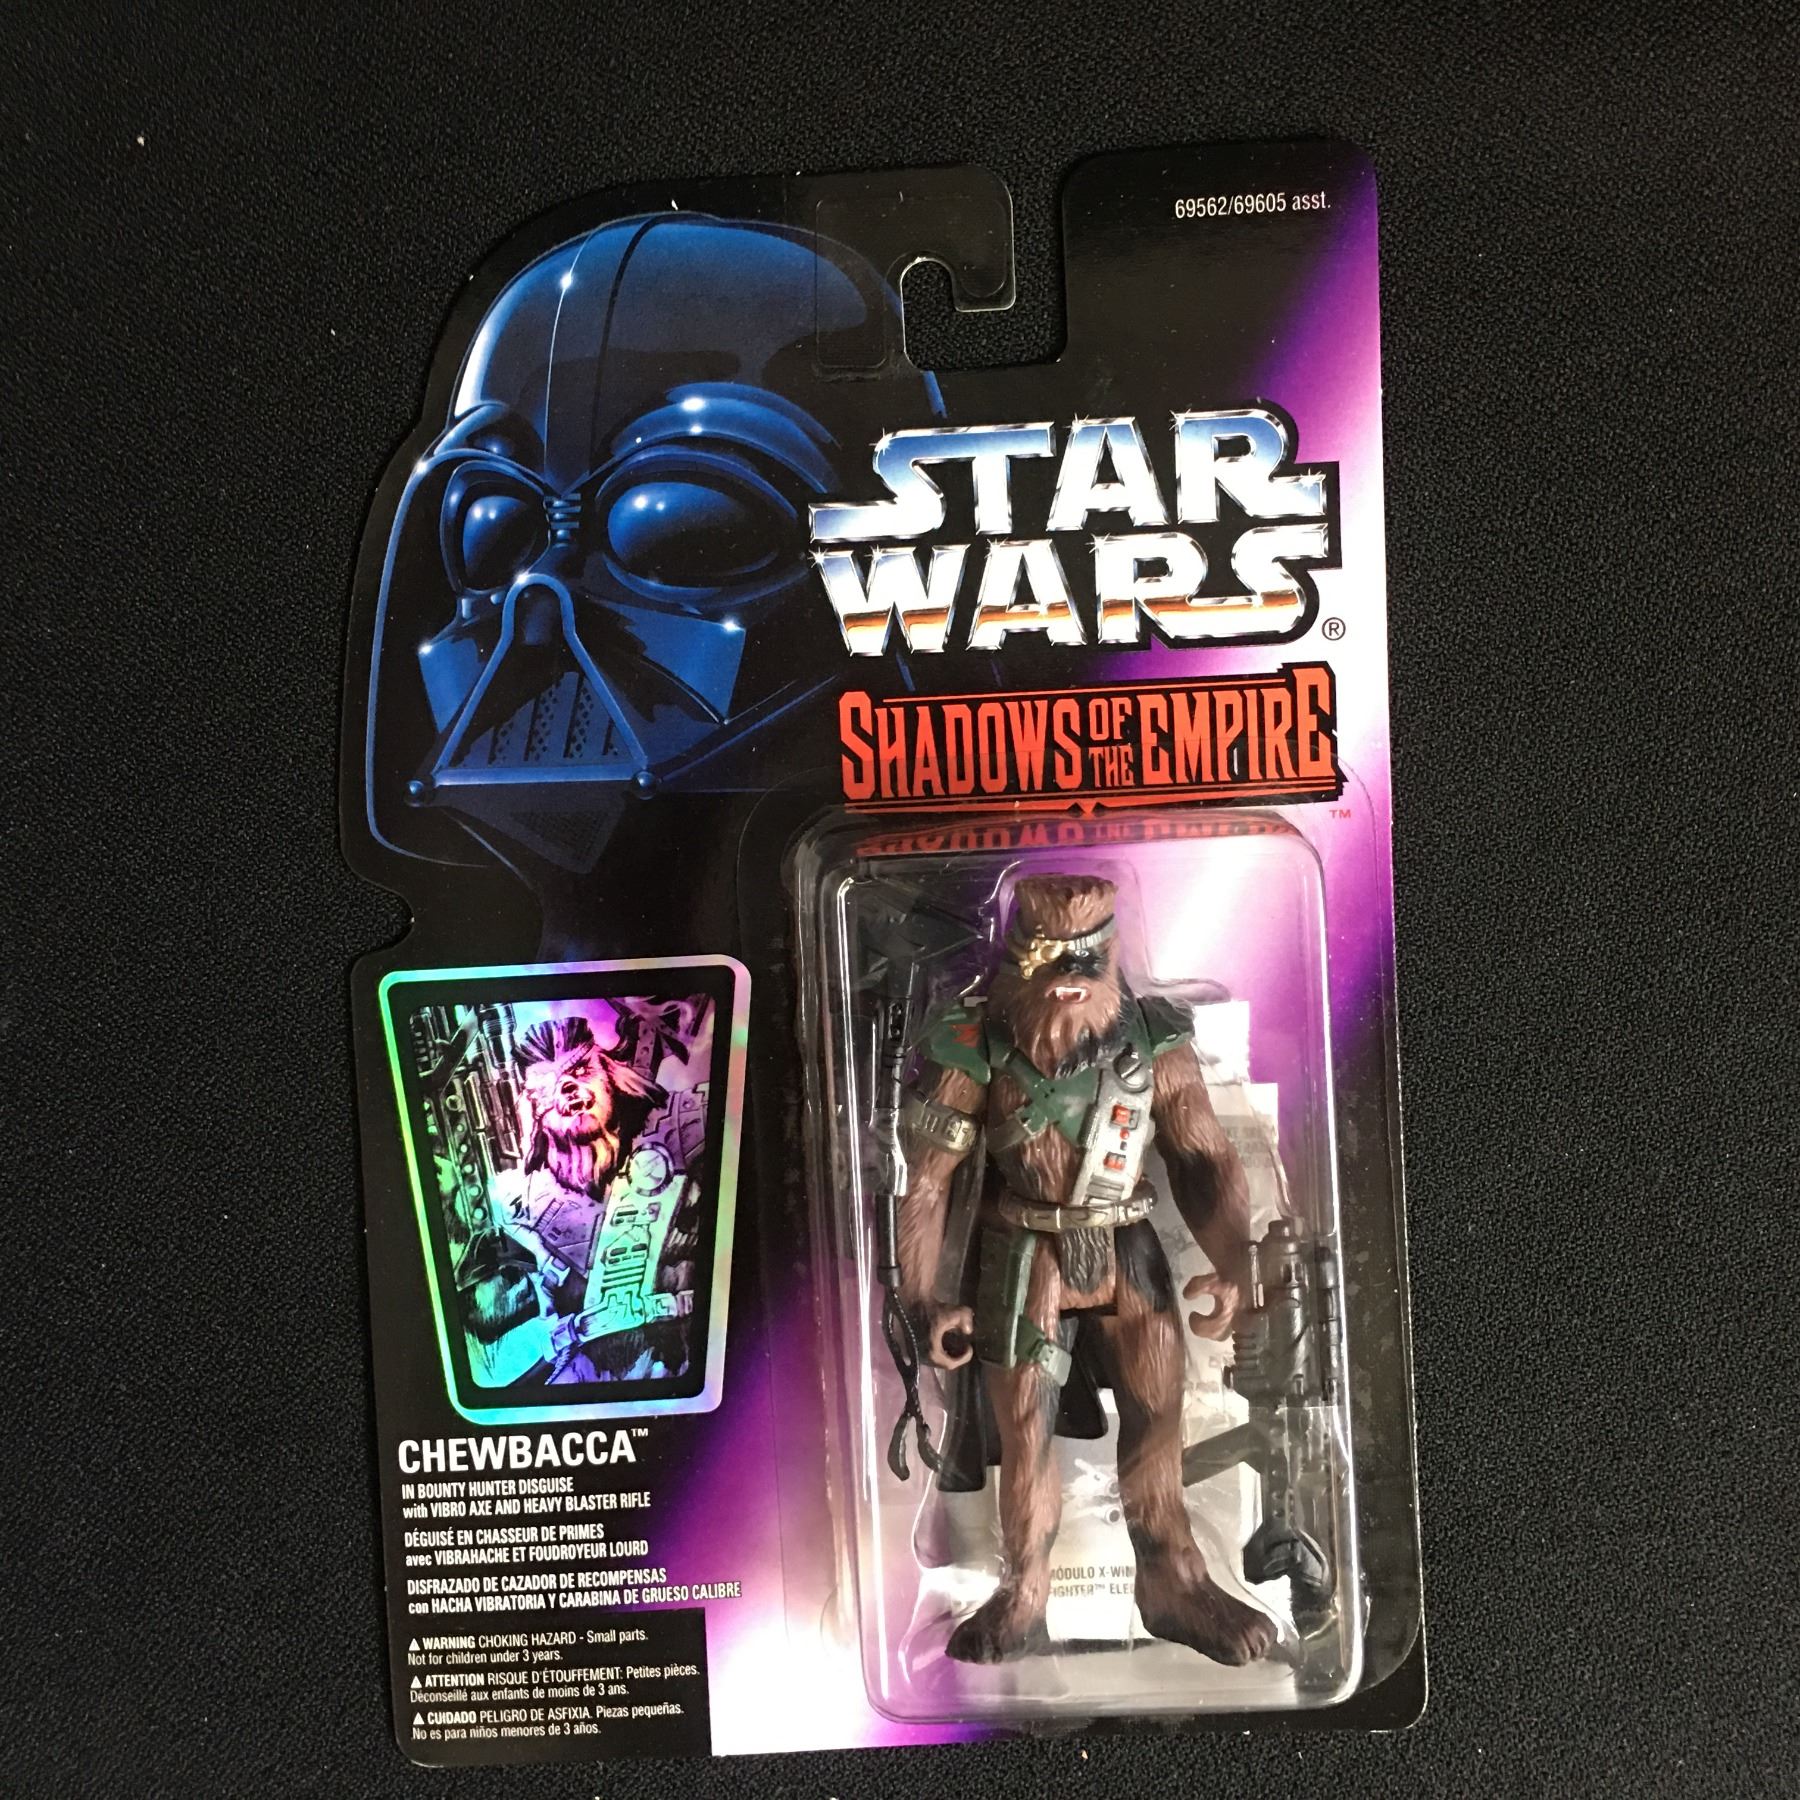 69562/69605 asst.
STAR
WARS
®
SHADOWS OF THE EMPIRE
™
CHEWBACCA™
IN BOUNTY HUNTER DISGUISE
with VIBRO AXE AND HEAVY BLASTER RIFLE
DÉGUISÉ EN CHASSEUR DE PRIMES
avec VIBRAHACHE ET FOUDROYEUR LOURD
DISFRAZADO DE CAZADOR DE RECOMPENSAS
con HACHA VIBRATORIA Y CARABINA DE GRUESO CALIBRE
▲ WARNING CHOKING HAZARD - Small parts.
Not for children under 3 years.
▲ ATTENTION RISQUE D'ÉTOUFFEMENT: Petites pièces.
Déconseillé aux enfants de moins de 3 ans.
▲ CUIDADO PELIGRO DE ASFIXIA. Piezas pequeñas.
No es para niños menores de 3 años.
MÓDULO X-WIN
FIGHTER™ ELE